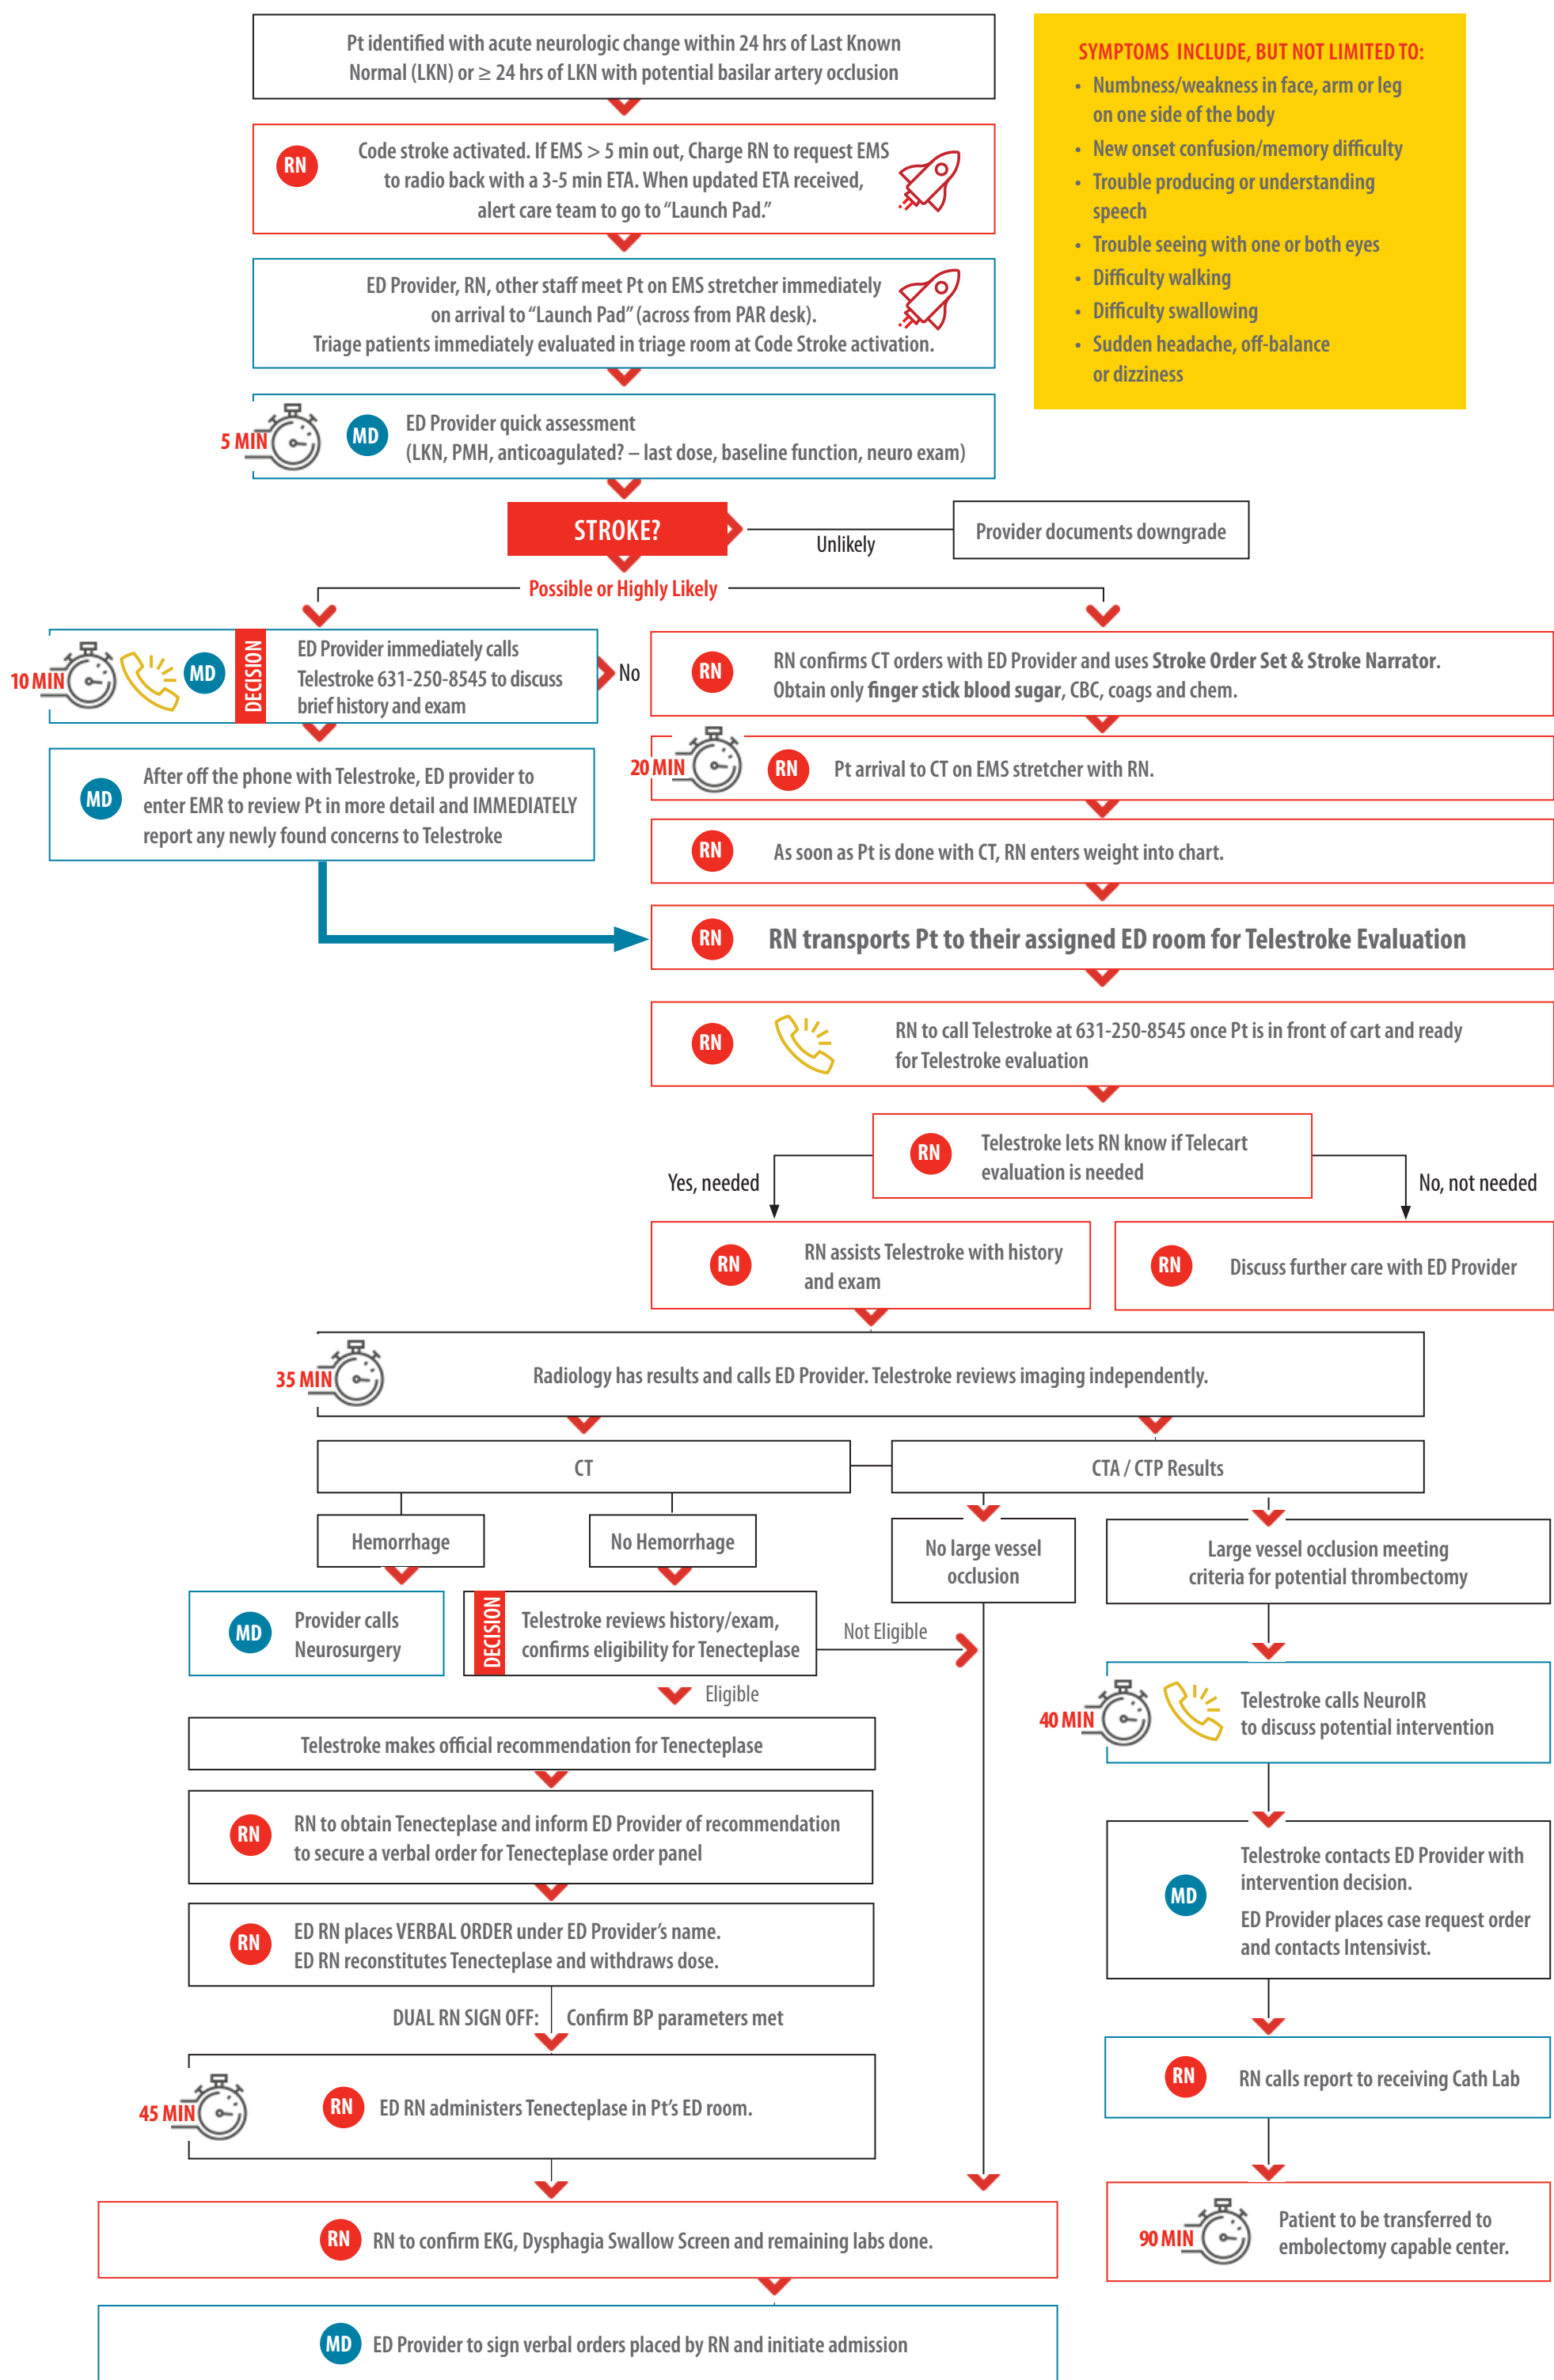 Pt identified with acute neurologic change within 24 hrs of Last Known
Normal (LKN) or ≥ 24 hrs of LKN with potential basilar artery occlusion
SYMPTOMS INCLUDE, BUT NOT LIMITED TO:
• Numbness/weakness in face, arm or leg
on one side of the body
• New onset confusion/memory difficulty
• Trouble producing or understanding
speech
• Trouble seeing with one or both eyes
• Difficulty walking
• Difficulty swallowing
• Sudden headache, off-balance
or dizziness
RN
Code stroke activated. If EMS > 5 min out, Charge RN to request EMS
to radio back with a 3-5 min ETA. When updated ETA received,
alert care team to go to “Launch Pad.”
ED Provider, RN, other staff meet Pt on EMS stretcher immediately
on arrival to “Launch Pad” (across from PAR desk).
Triage patients immediately evaluated in triage room at Code Stroke activation.
5 MIN
MD
ED Provider quick assessment
(LKN, PMH, anticoagulated? – last dose, baseline function, neuro exam)
STROKE?
Unlikely
Provider documents downgrade
Possible or Highly Likely
10 MIN
MD
DECISION
ED Provider immediately calls
Telestroke 631-250-8545 to discuss
brief history and exam
No
RN
RN confirms CT orders with ED Provider and uses Stroke Order Set & Stroke Narrator.
Obtain only finger stick blood sugar, CBC, coags and chem.
MD
After off the phone with Telestroke, ED provider to
enter EMR to review Pt in more detail and IMMEDIATELY
report any newly found concerns to Telestroke
20 MIN
RN
Pt arrival to CT on EMS stretcher with RN.
RN
As soon as Pt is done with CT, RN enters weight into chart.
RN
RN transports Pt to their assigned ED room for Telestroke Evaluation
RN
RN to call Telestroke at 631-250-8545 once Pt is in front of cart and ready
for Telestroke evaluation
RN
Telestroke lets RN know if Telecart
evaluation is needed
Yes, needed
No, not needed
RN
RN assists Telestroke with history
and exam
RN
Discuss further care with ED Provider
35 MIN
Radiology has results and calls ED Provider. Telestroke reviews imaging independently.
CT
CTA / CTP Results
Hemorrhage
No Hemorrhage
No large vessel
occlusion
Large vessel occlusion meeting
criteria for potential thrombectomy
MD
Provider calls
Neurosurgery
DECISION
Telestroke reviews history/exam,
confirms eligibility for Tenecteplase
Not Eligible
Eligible
40 MIN
Telestroke calls NeuroIR
to discuss potential intervention
Telestroke makes official recommendation for Tenecteplase
RN
RN to obtain Tenecteplase and inform ED Provider of recommendation
to secure a verbal order for Tenecteplase order panel
MD
Telestroke contacts ED Provider with
intervention decision.
ED Provider places case request order
and contacts Intensivist.
RN
ED RN places VERBAL ORDER under ED Provider’s name.
ED RN reconstitutes Tenecteplase and withdraws dose.
DUAL RN SIGN OFF: Confirm BP parameters met
RN
RN calls report to receiving Cath Lab
45 MIN
RN
ED RN administers Tenecteplase in Pt’s ED room.
90 MIN
Patient to be transferred to
embolectomy capable center.
RN
RN to confirm EKG, Dysphagia Swallow Screen and remaining labs done.
MD
ED Provider to sign verbal orders placed by RN and initiate admission